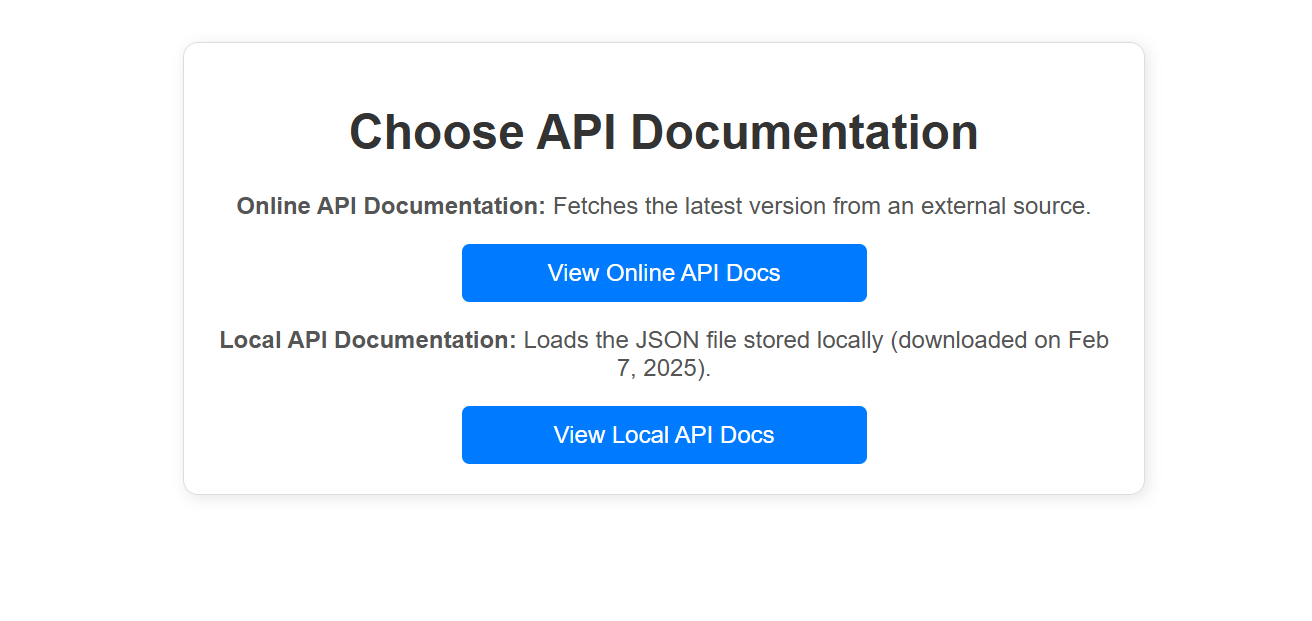 Choose API Documentation
Online API Documentation: Fetches the latest version from an external source.
View Online API Docs
Local API Documentation: Loads the JSON file stored locally (downloaded on Feb
7, 2025).
View Local API Docs